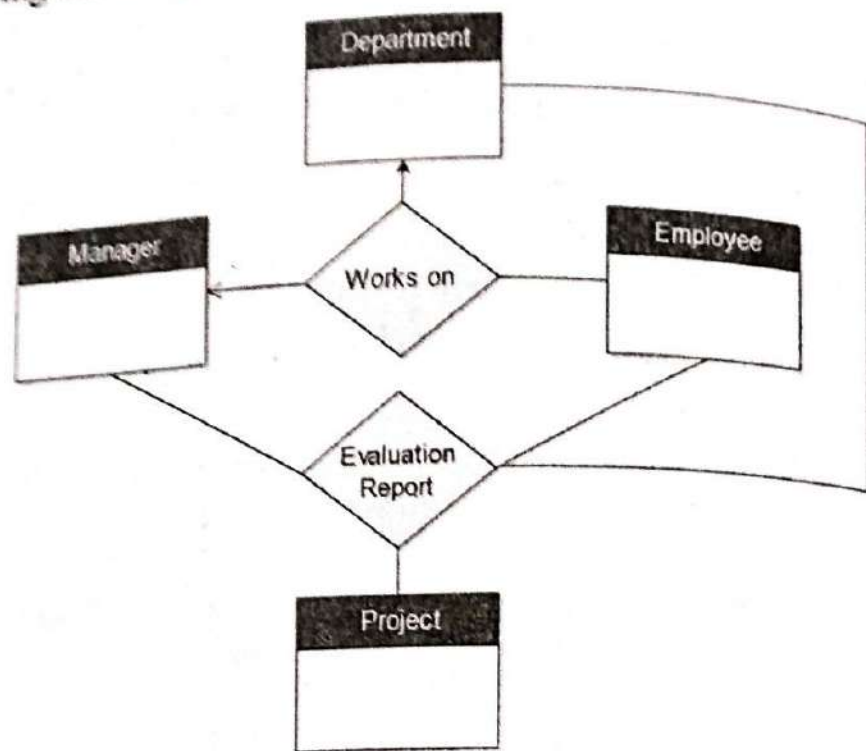 Department
Manager
Employee
Works on
Evaluation
Report
Project